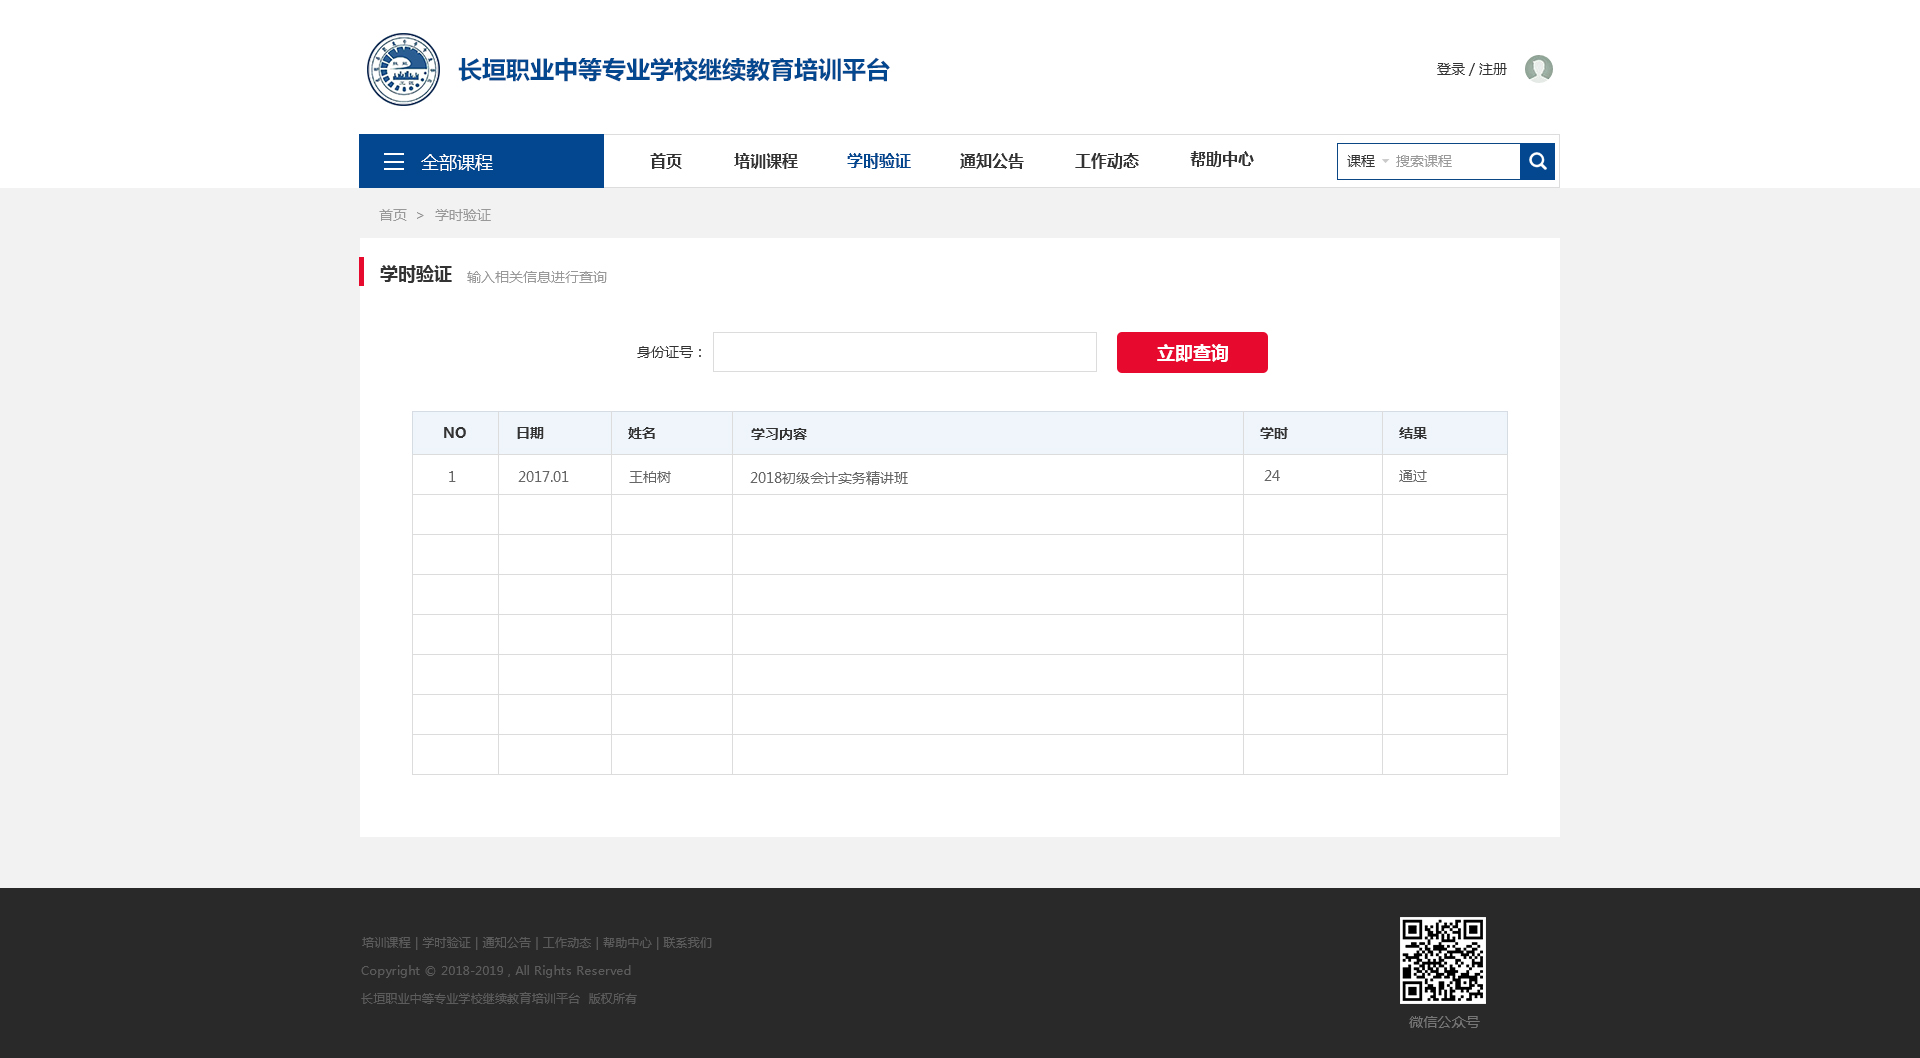 长垣职业中等专业学校继续教育培训平台
登录 / 注册
全部课程 首页 培训课程 学时验证 通知公告 工作动态 帮助中心 课程 搜索课程
首页 > 学时验证
学时验证 输入相关信息进行查询
身份证号： 立即查询
NO 日期 姓名 学习内容 学时 结果
1 2017.01 王柏树 2018初级会计实务精讲班 24 通过
培训课程 | 学时验证 | 通知公告 | 工作动态 | 帮助中心 | 联系我们
Copyright © 2018-2019 , All Rights Reserved
长垣职业中等专业学校继续教育培训平台 版权所有
微信公众号